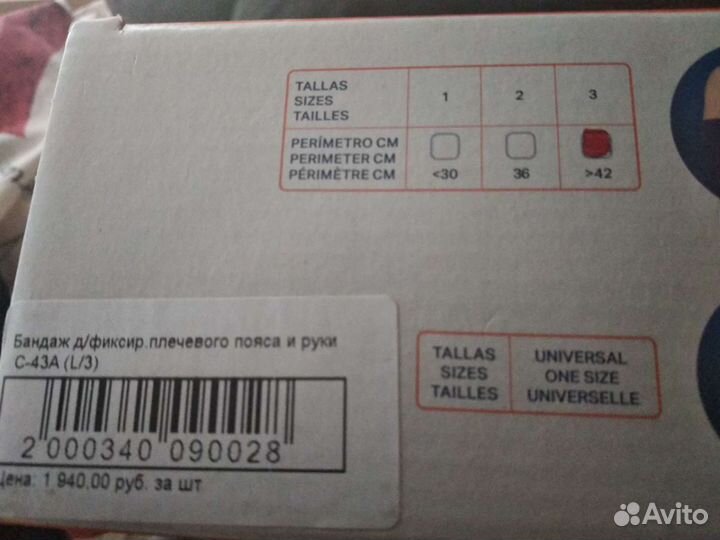 TALLAS
SIZES
TAILLES
1 2 3
PERÍMETRO CM
PERIMETER CM
PÉRIMÈTRE CM
<30 36 >42
Бандаж д/фиксир.плечевого пояса и руки
С-43А (L/3)
2 000340 090028
Цена: 1 940,00 руб. за шт
TALLAS
SIZES
TAILLES
UNIVERSAL
ONE SIZE
UNIVERSELLE
Avito